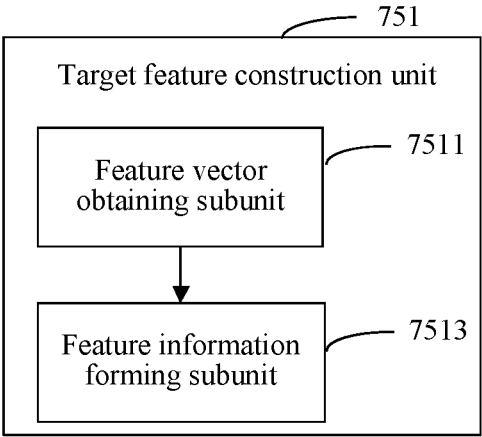 751
Target feature construction unit
7511
Feature vector
obtaining subunit
7513
Feature information
forming subunit